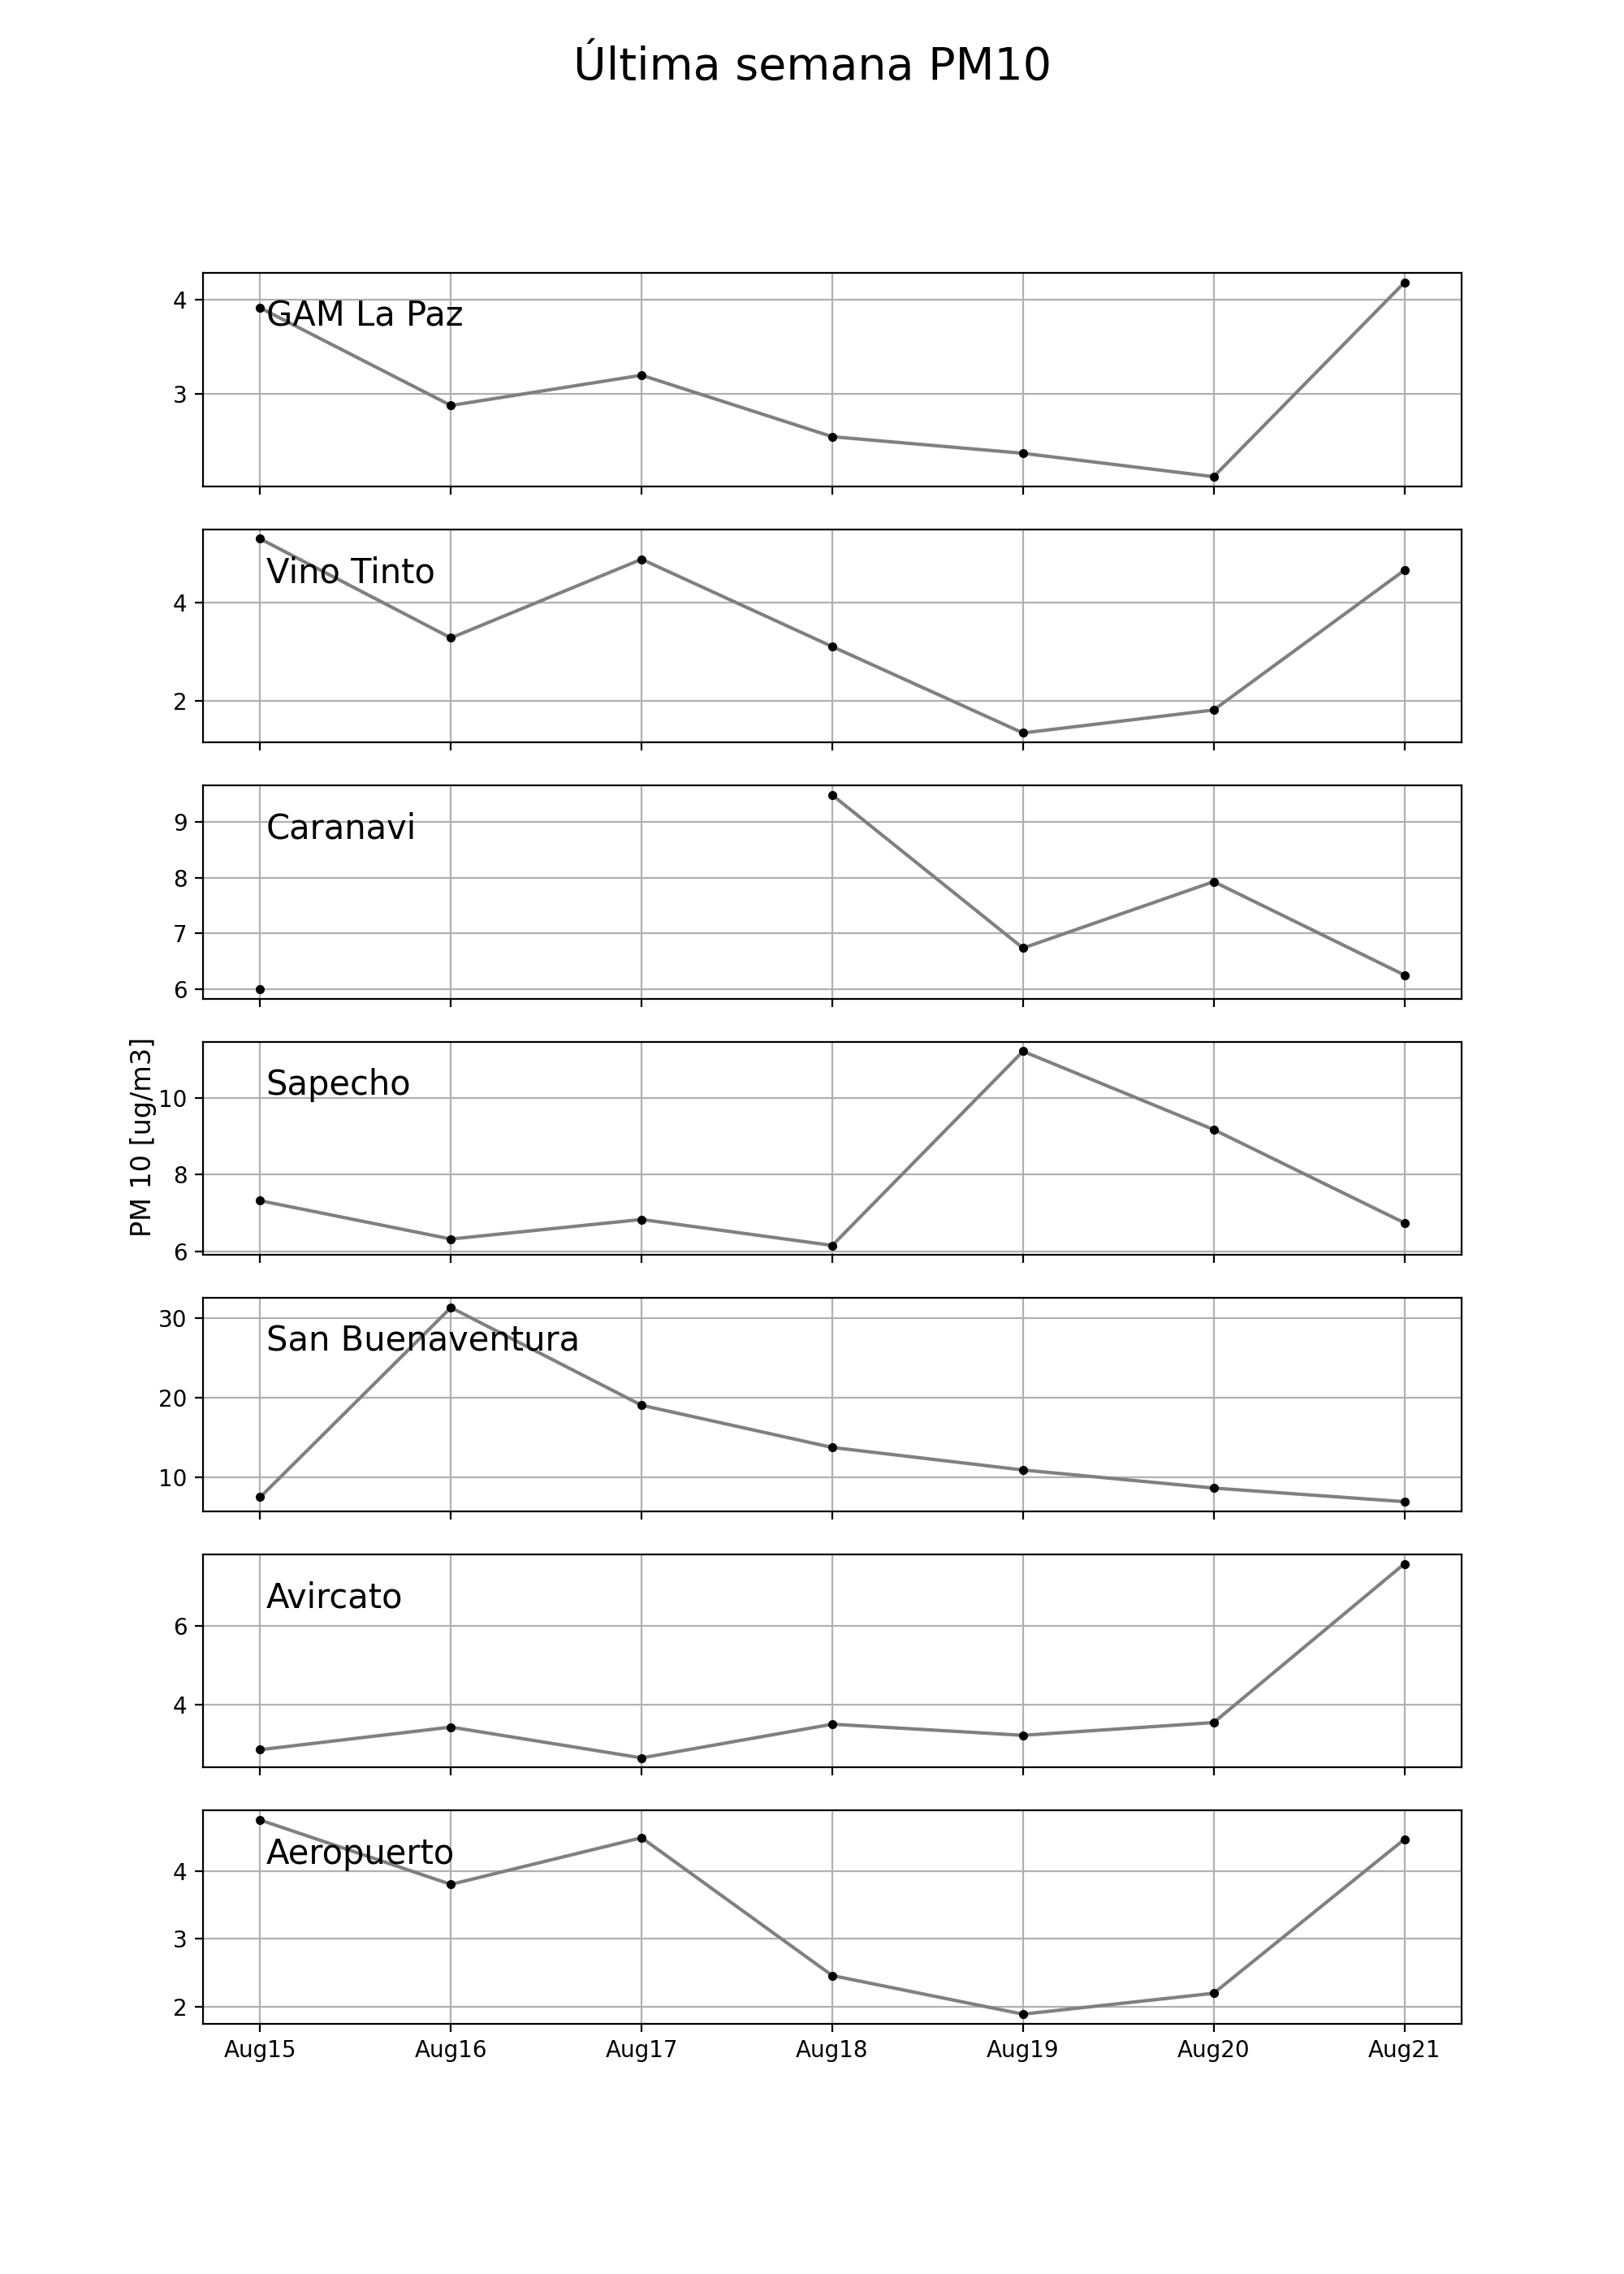 Última semana PM10
GAM La Paz
4
3
Vino Tinto
4
2
Caranavi
9
8
7
6
PM 10 [ug/m3]
Sapecho
10
8
6
San Buenaventura
30
20
10
Avircato
6
4
Aeropuerto
4
3
2
Aug15 Aug16 Aug17 Aug18 Aug19 Aug20 Aug21